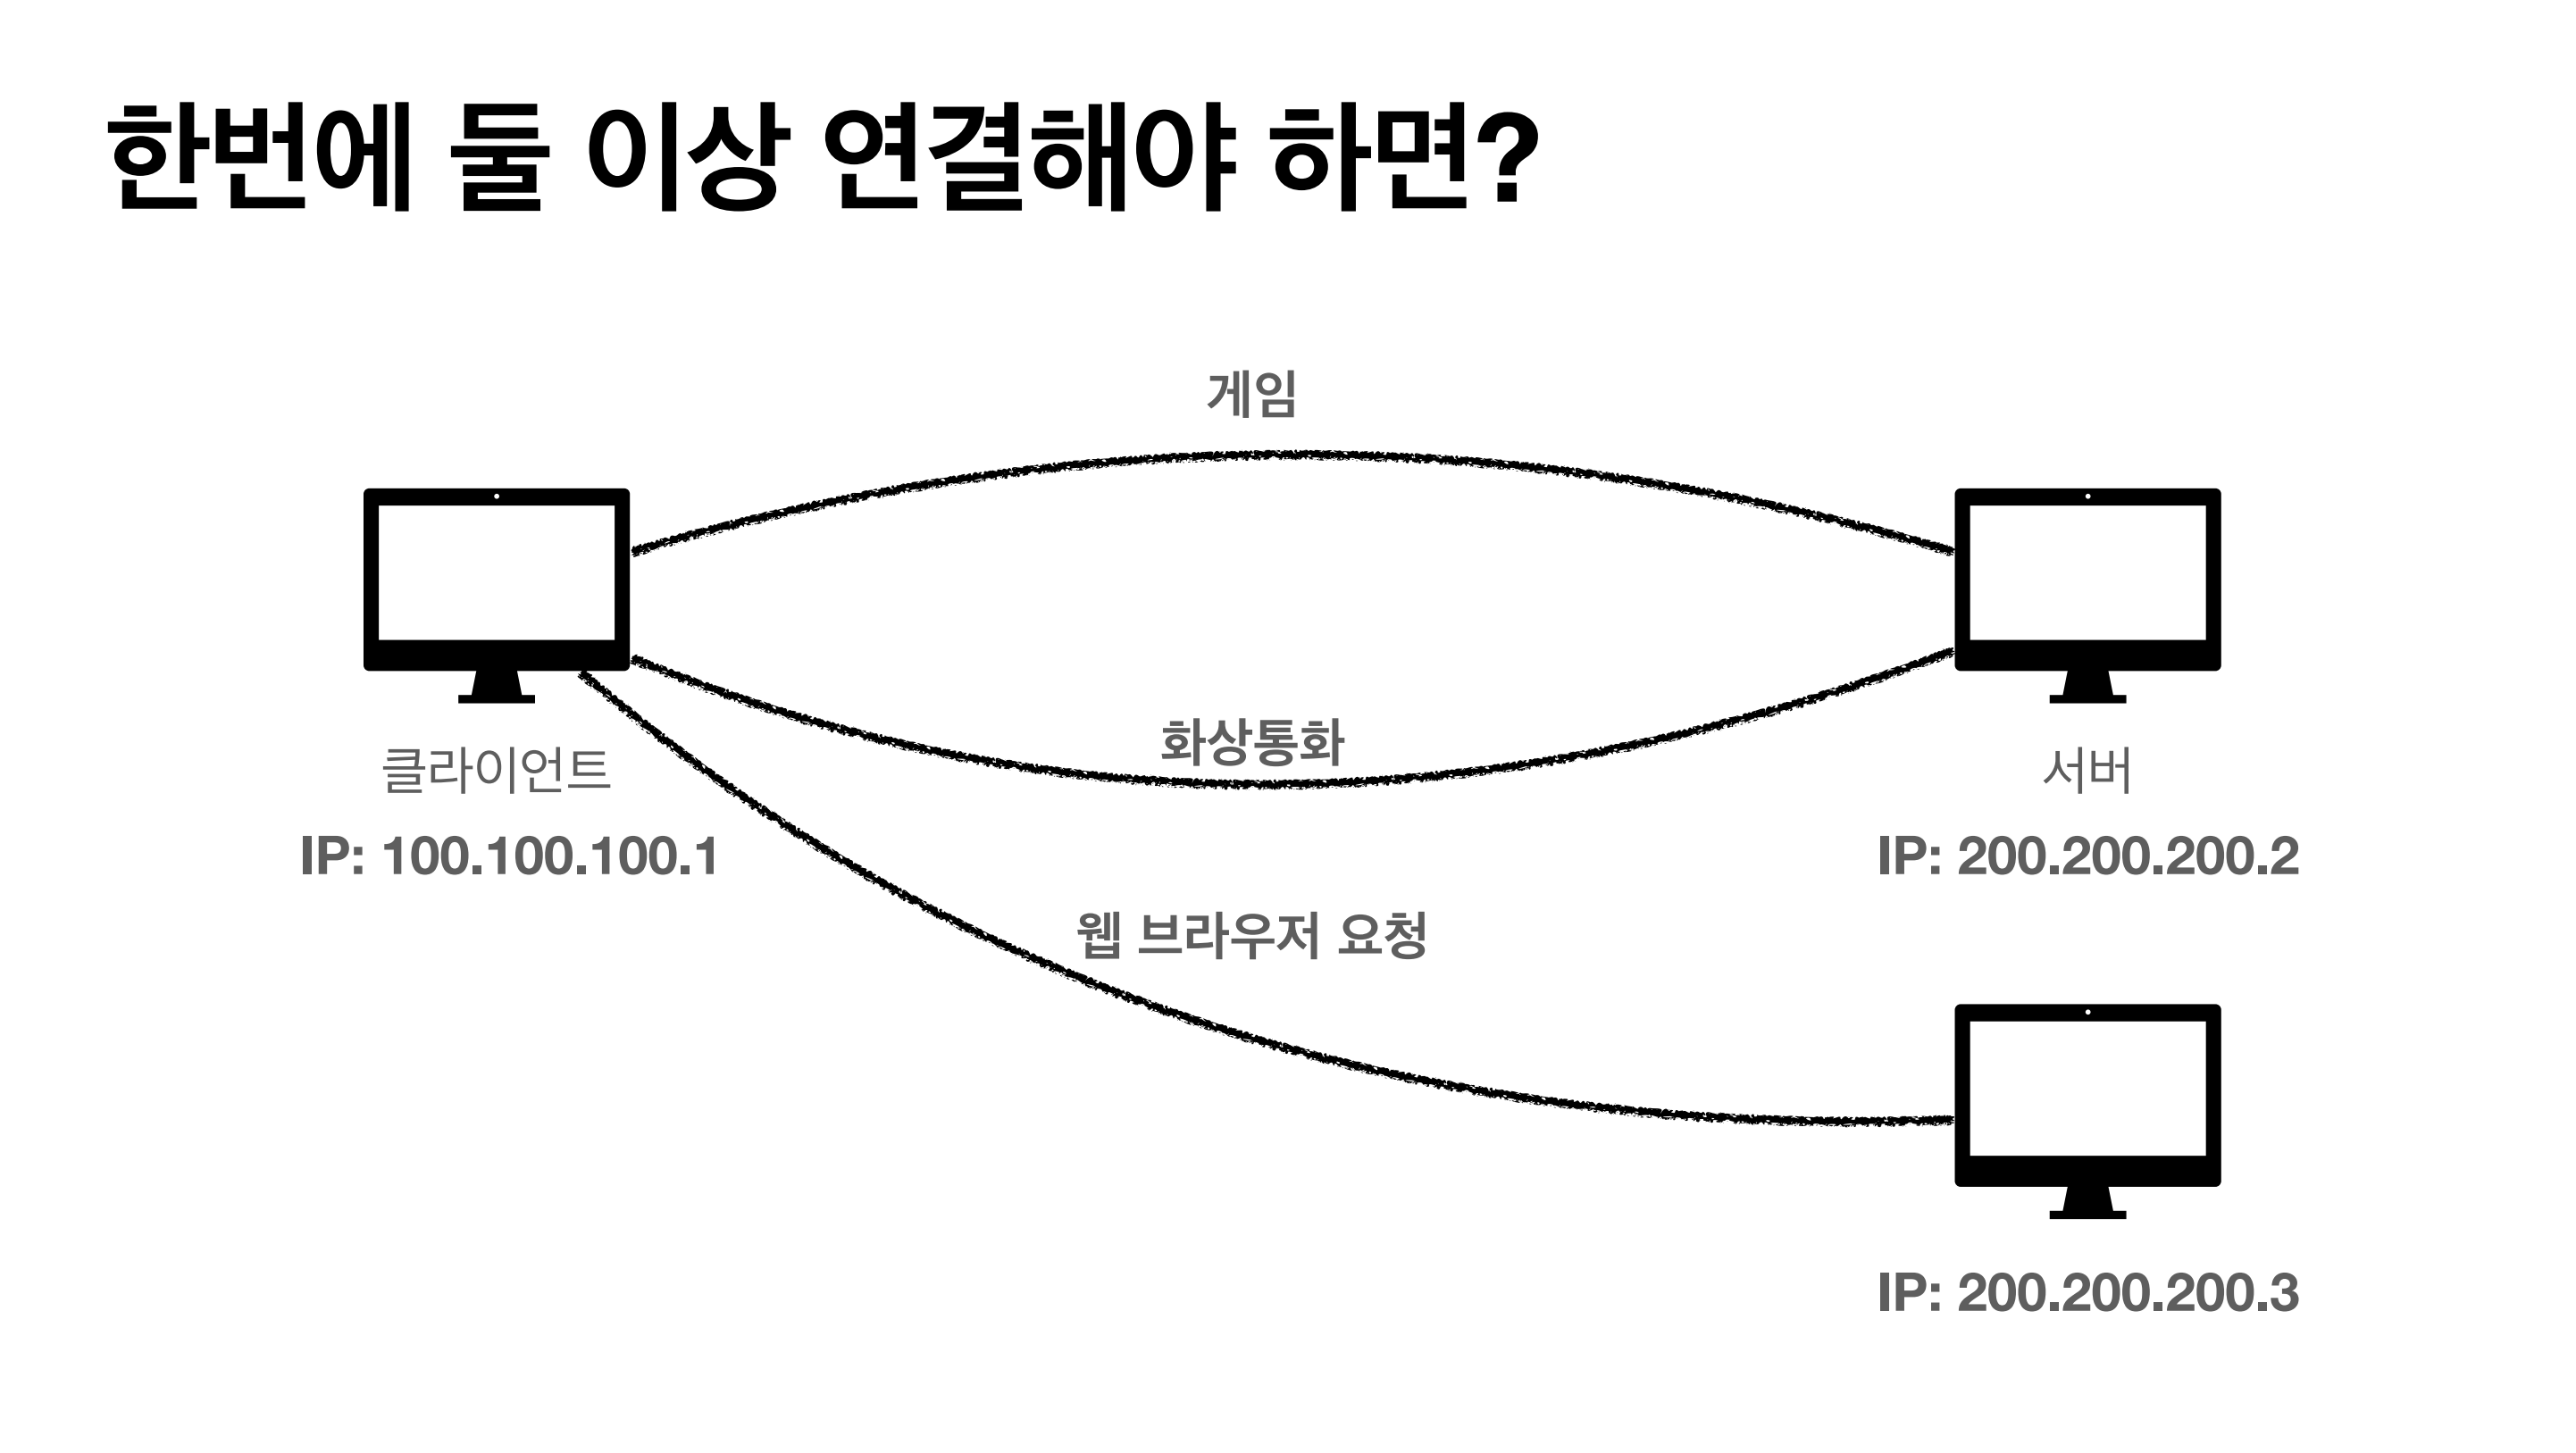 한번에 둘 이상 연결해야 하면?
게임
화상통화
클라이언트
서버
IP: 100.100.100.1
IP: 200.200.200.2
웹 브라우저 요청
IP: 200.200.200.3